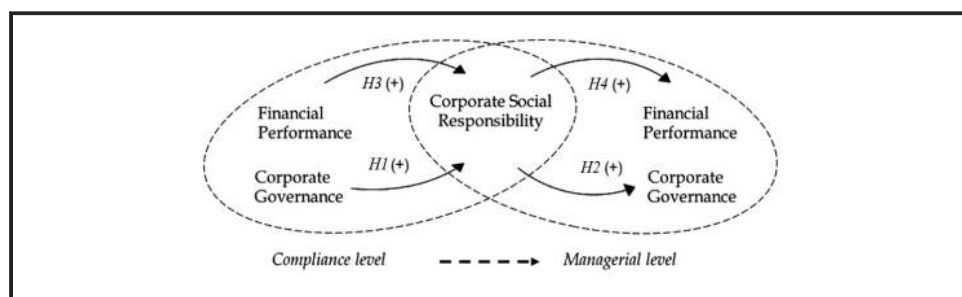 H3 (+)
H4 (+)
Corporate Social
Responsibility
Financial
Performance
Financial
Performance
H1 (+)
H2 (+)
Corporate
Governance
Corporate
Governance
Compliance level
Managerial level